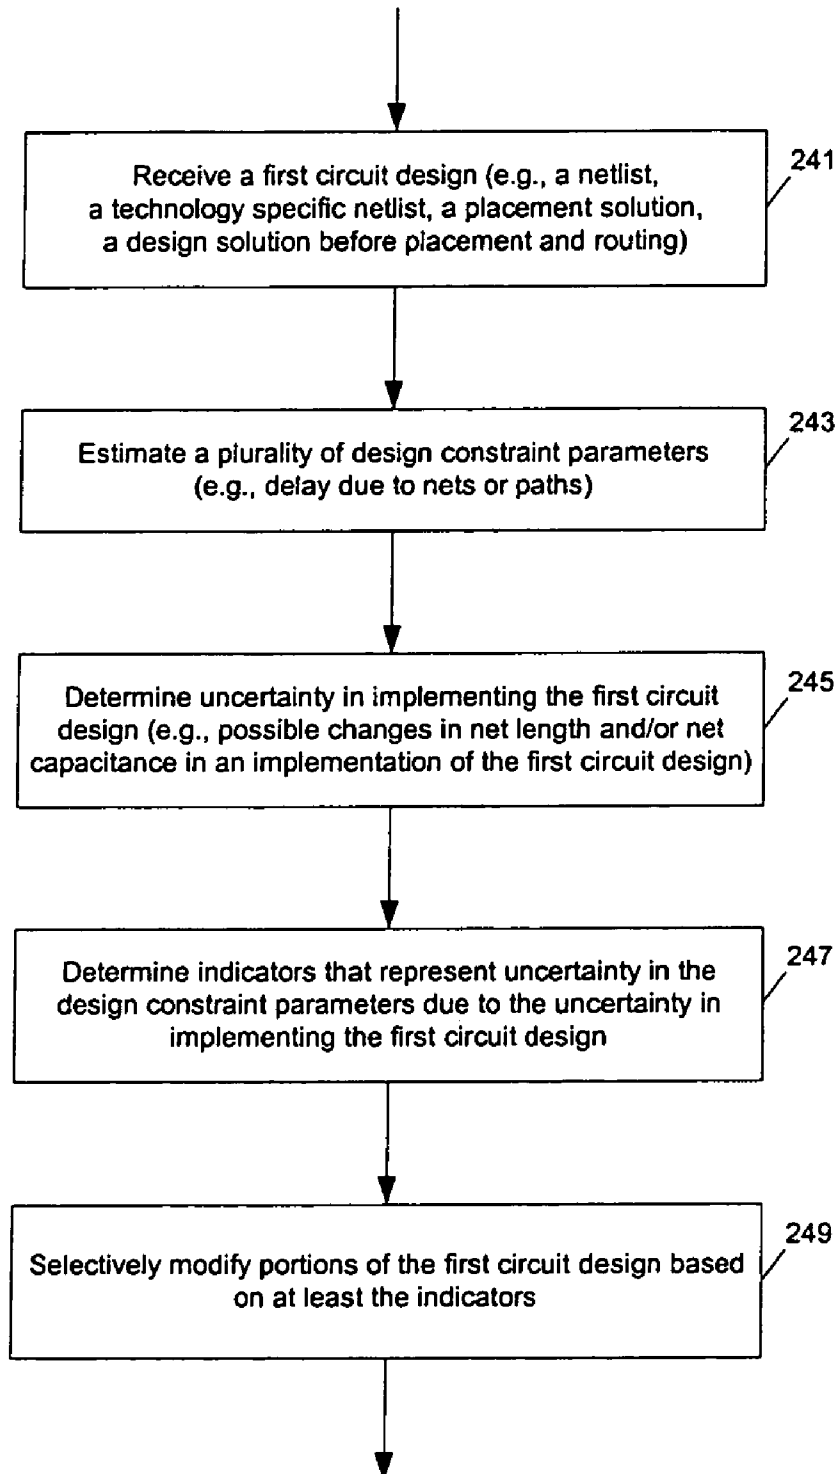 Receive a first circuit design (e.g., a netlist,
a technology specific netlist, a placement solution,
a design solution before placement and routing)
241
Estimate a plurality of design constraint parameters
(e.g., delay due to nets or paths)
243
Determine uncertainty in implementing the first circuit
design (e.g., possible changes in net length and/or net
capacitance in an implementation of the first circuit design)
245
Determine indicators that represent uncertainty in the
design constraint parameters due to the uncertainty in
implementing the first circuit design
247
Selectively modify portions of the first circuit design based
on at least the indicators
249